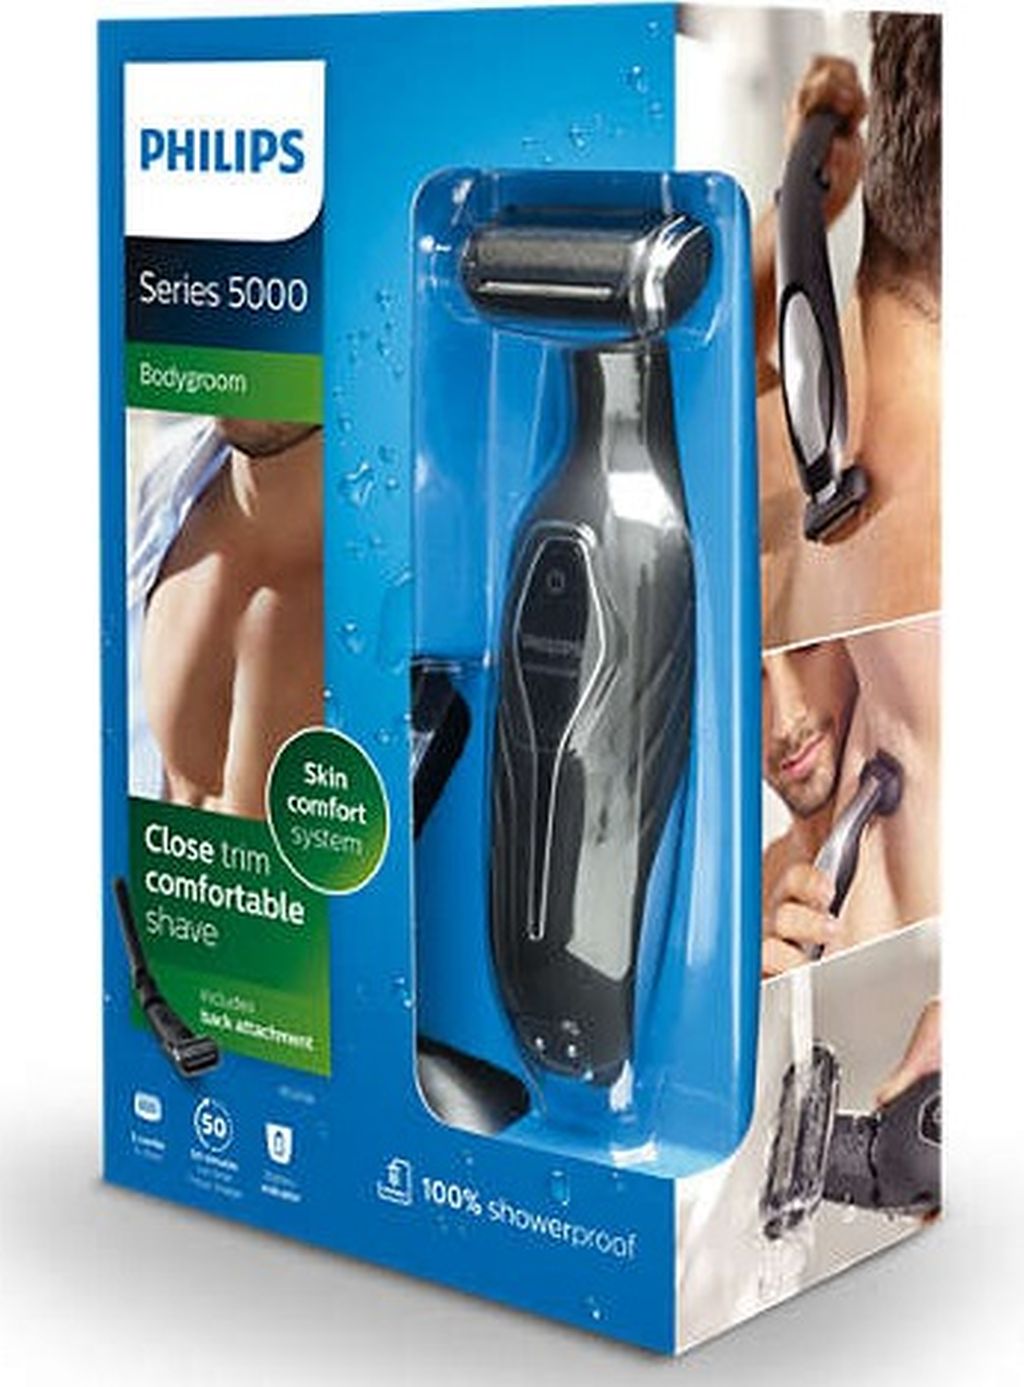 PHILIPS
Series 5000
Bodygroom
Skin
comfort
system
Close trim
comfortable
shave
includes
back attachment
50
100% showerproof